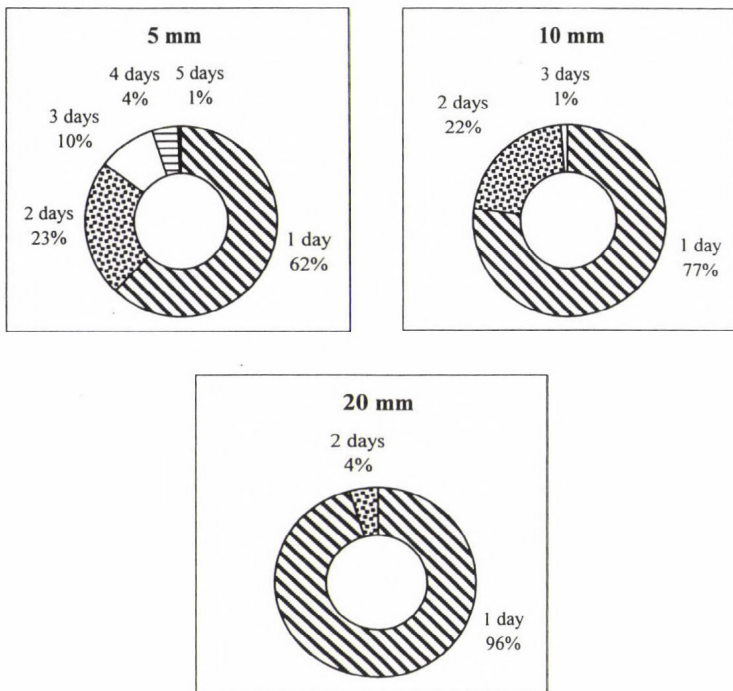 5 mm
4 days
4%
5 days
1%
3 days
10%
2 days
23%
1 day
62%
10 mm
3 days
1%
2 days
22%
1 day
77%
20 mm
2 days
4%
1 day
96%